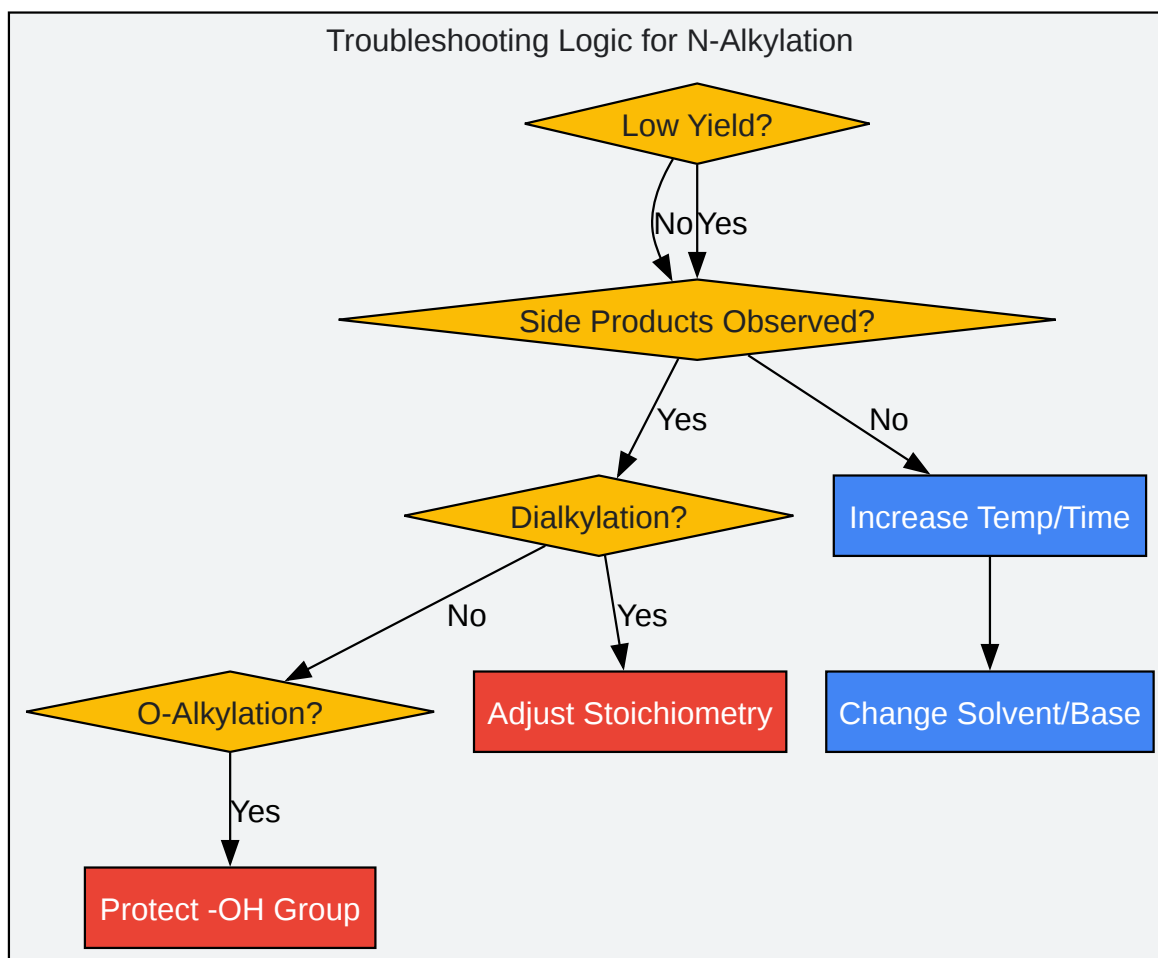 Troubleshooting Logic for N-Alkylation
Low Yield?
No
Yes
Side Products Observed?
Yes
No
Dialkylation?
Increase Temp/Time
No
Yes
O-Alkylation?
Adjust Stoichiometry
Change Solvent/Base
Yes
Protect -OH Group